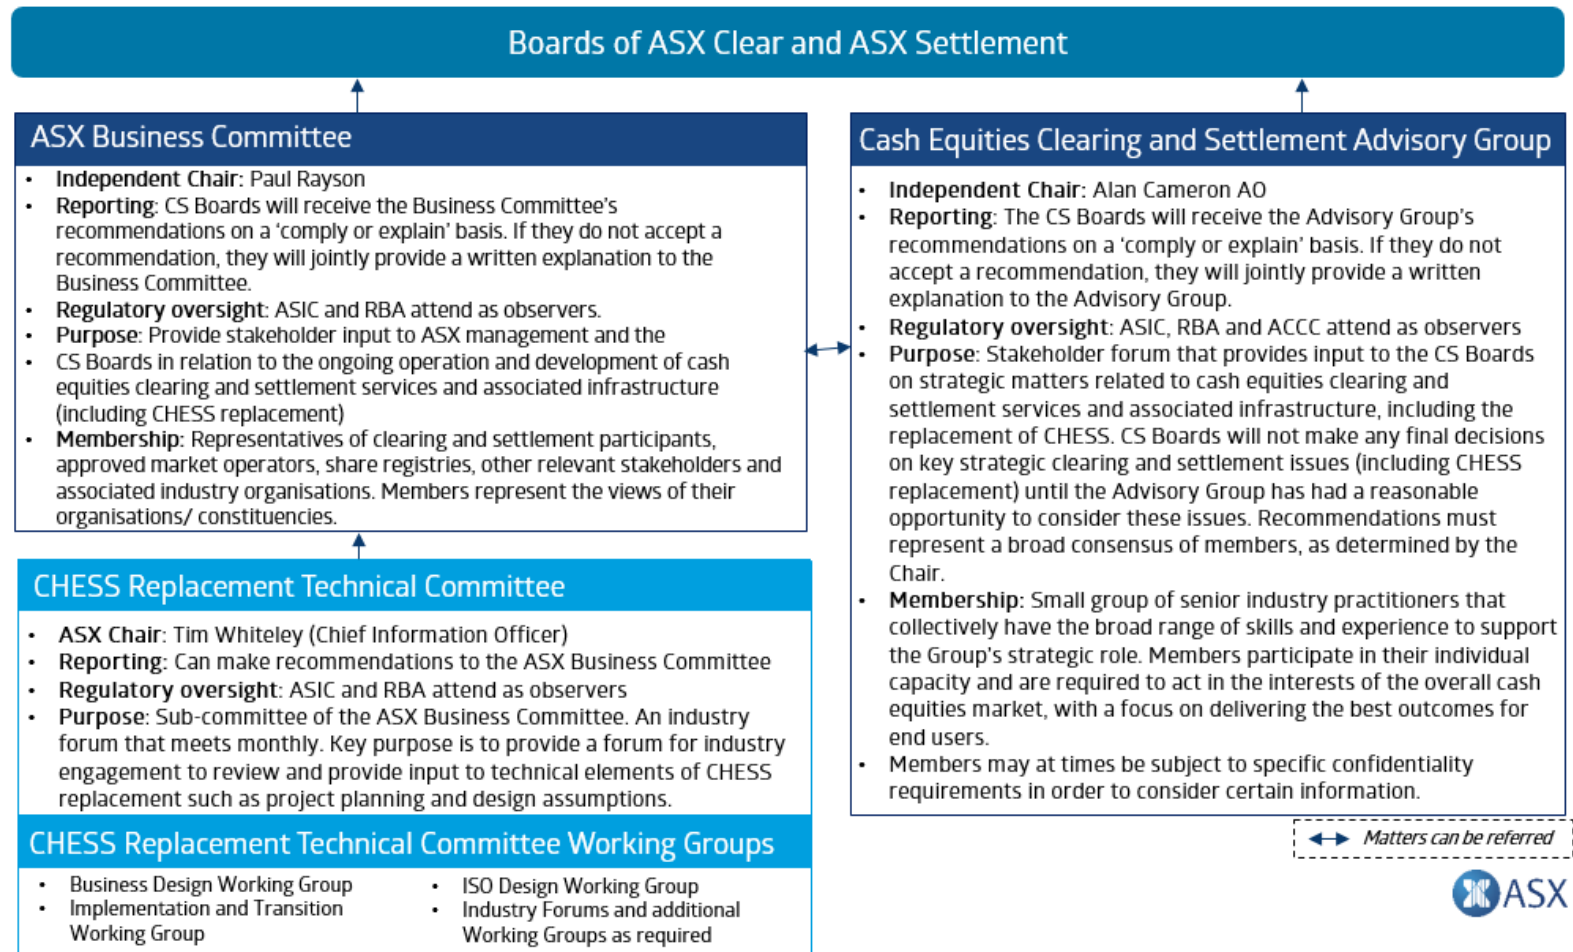 Boards of ASX Clear and ASX Settlement
ASX Business Committee
• Independent Chair: Paul Rayson
• Reporting: CS Boards will receive the Business Committee's
recommendations on a 'comply or explain' basis. If they do not accept a
recommendation, they will jointly provide a written explanation to the
Business Committee.
• Regulatory oversight: ASIC and RBA attend as observers.
• Purpose: Provide stakeholder input to ASX management and the
• CS Boards in relation to the ongoing operation and development of cash
equities clearing and settlement services and associated infrastructure
(including CHESS replacement)
• Membership: Representatives of clearing and settlement participants,
approved market operators, share registries, other relevant stakeholders and
associated industry organisations. Members represent the views of their
organisations/ constituencies.
CHESS Replacement Technical Committee
• ASX Chair: Tim Whiteley (Chief Information Officer)
• Reporting: Can make recommendations to the ASX Business Committee
• Regulatory oversight: ASIC and RBA attend as observers
• Purpose: Sub-committee of the ASX Business Committee. An industry
forum that meets monthly. Key purpose is to provide a forum for industry
engagement to review and provide input to technical elements of CHESS
replacement such as project planning and design assumptions.
CHESS Replacement Technical Committee Working Groups
• Business Design Working Group
• Implementation and Transition
Working Group
• ISO Design Working Group
• Industry Forums and additional
Working Groups as required
Cash Equities Clearing and Settlement Advisory Group
• Independent Chair: Alan Cameron AO
• Reporting: The CS Boards will receive the Advisory Group's
recommendations on a 'comply or explain' basis. If they do not
accept a recommendation, they will jointly provide a written
explanation to the Advisory Group.
• Regulatory oversight: ASIC, RBA and ACCC attend as observers
• Purpose: Stakeholder forum that provides input to the CS Boards
on strategic matters related to cash equities clearing and
settlement services and associated infrastructure, including the
replacement of CHESS. CS Boards will not make any final decisions
on key strategic clearing and settlement issues (including CHESS
replacement) until the Advisory Group has had a reasonable
opportunity to consider these issues. Recommendations must
represent a broad consensus of members, as determined by the
Chair.
• Membership: Small group of senior industry practitioners that
collectively have the broad range of skills and experience to support
the Group's strategic role. Members participate in their individual
capacity and are required to act in the interests of the overall cash
equities market, with a focus on delivering the best outcomes for
end users.
• Members may at times be subject to specific confidentiality
requirements in order to consider certain information.
Matters can be referred
ASX